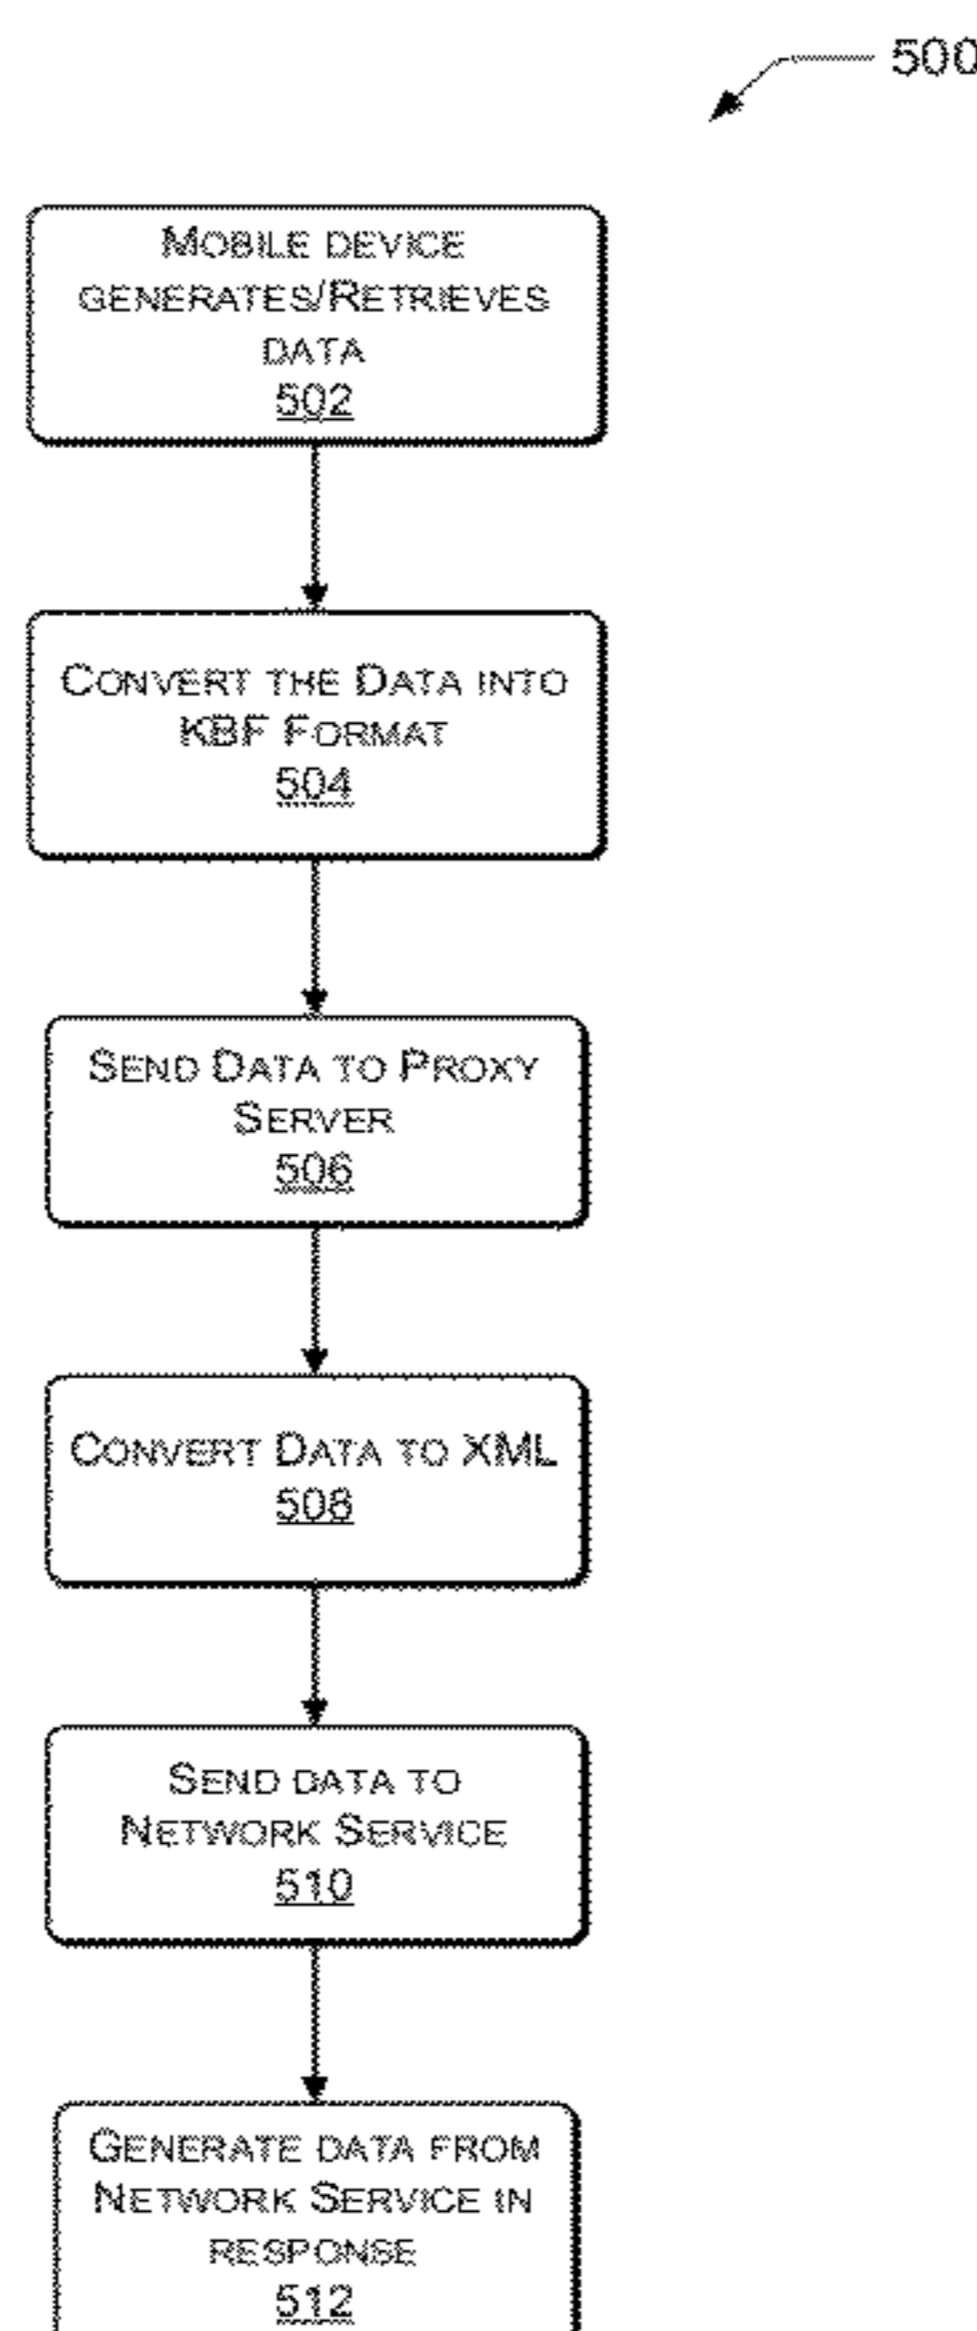 500
MOBILE DEVICE
GENERATES/RETRIEVES
DATA
502
CONVERT THE DATA INTO
KBF FORMAT
504
SEND DATA TO PROXY
SERVER
506
CONVERT DATA TO XML
508
SEND DATA TO
NETWORK SERVICE
510
GENERATE DATA FROM
NETWORK SERVICE IN
RESPONSE
512